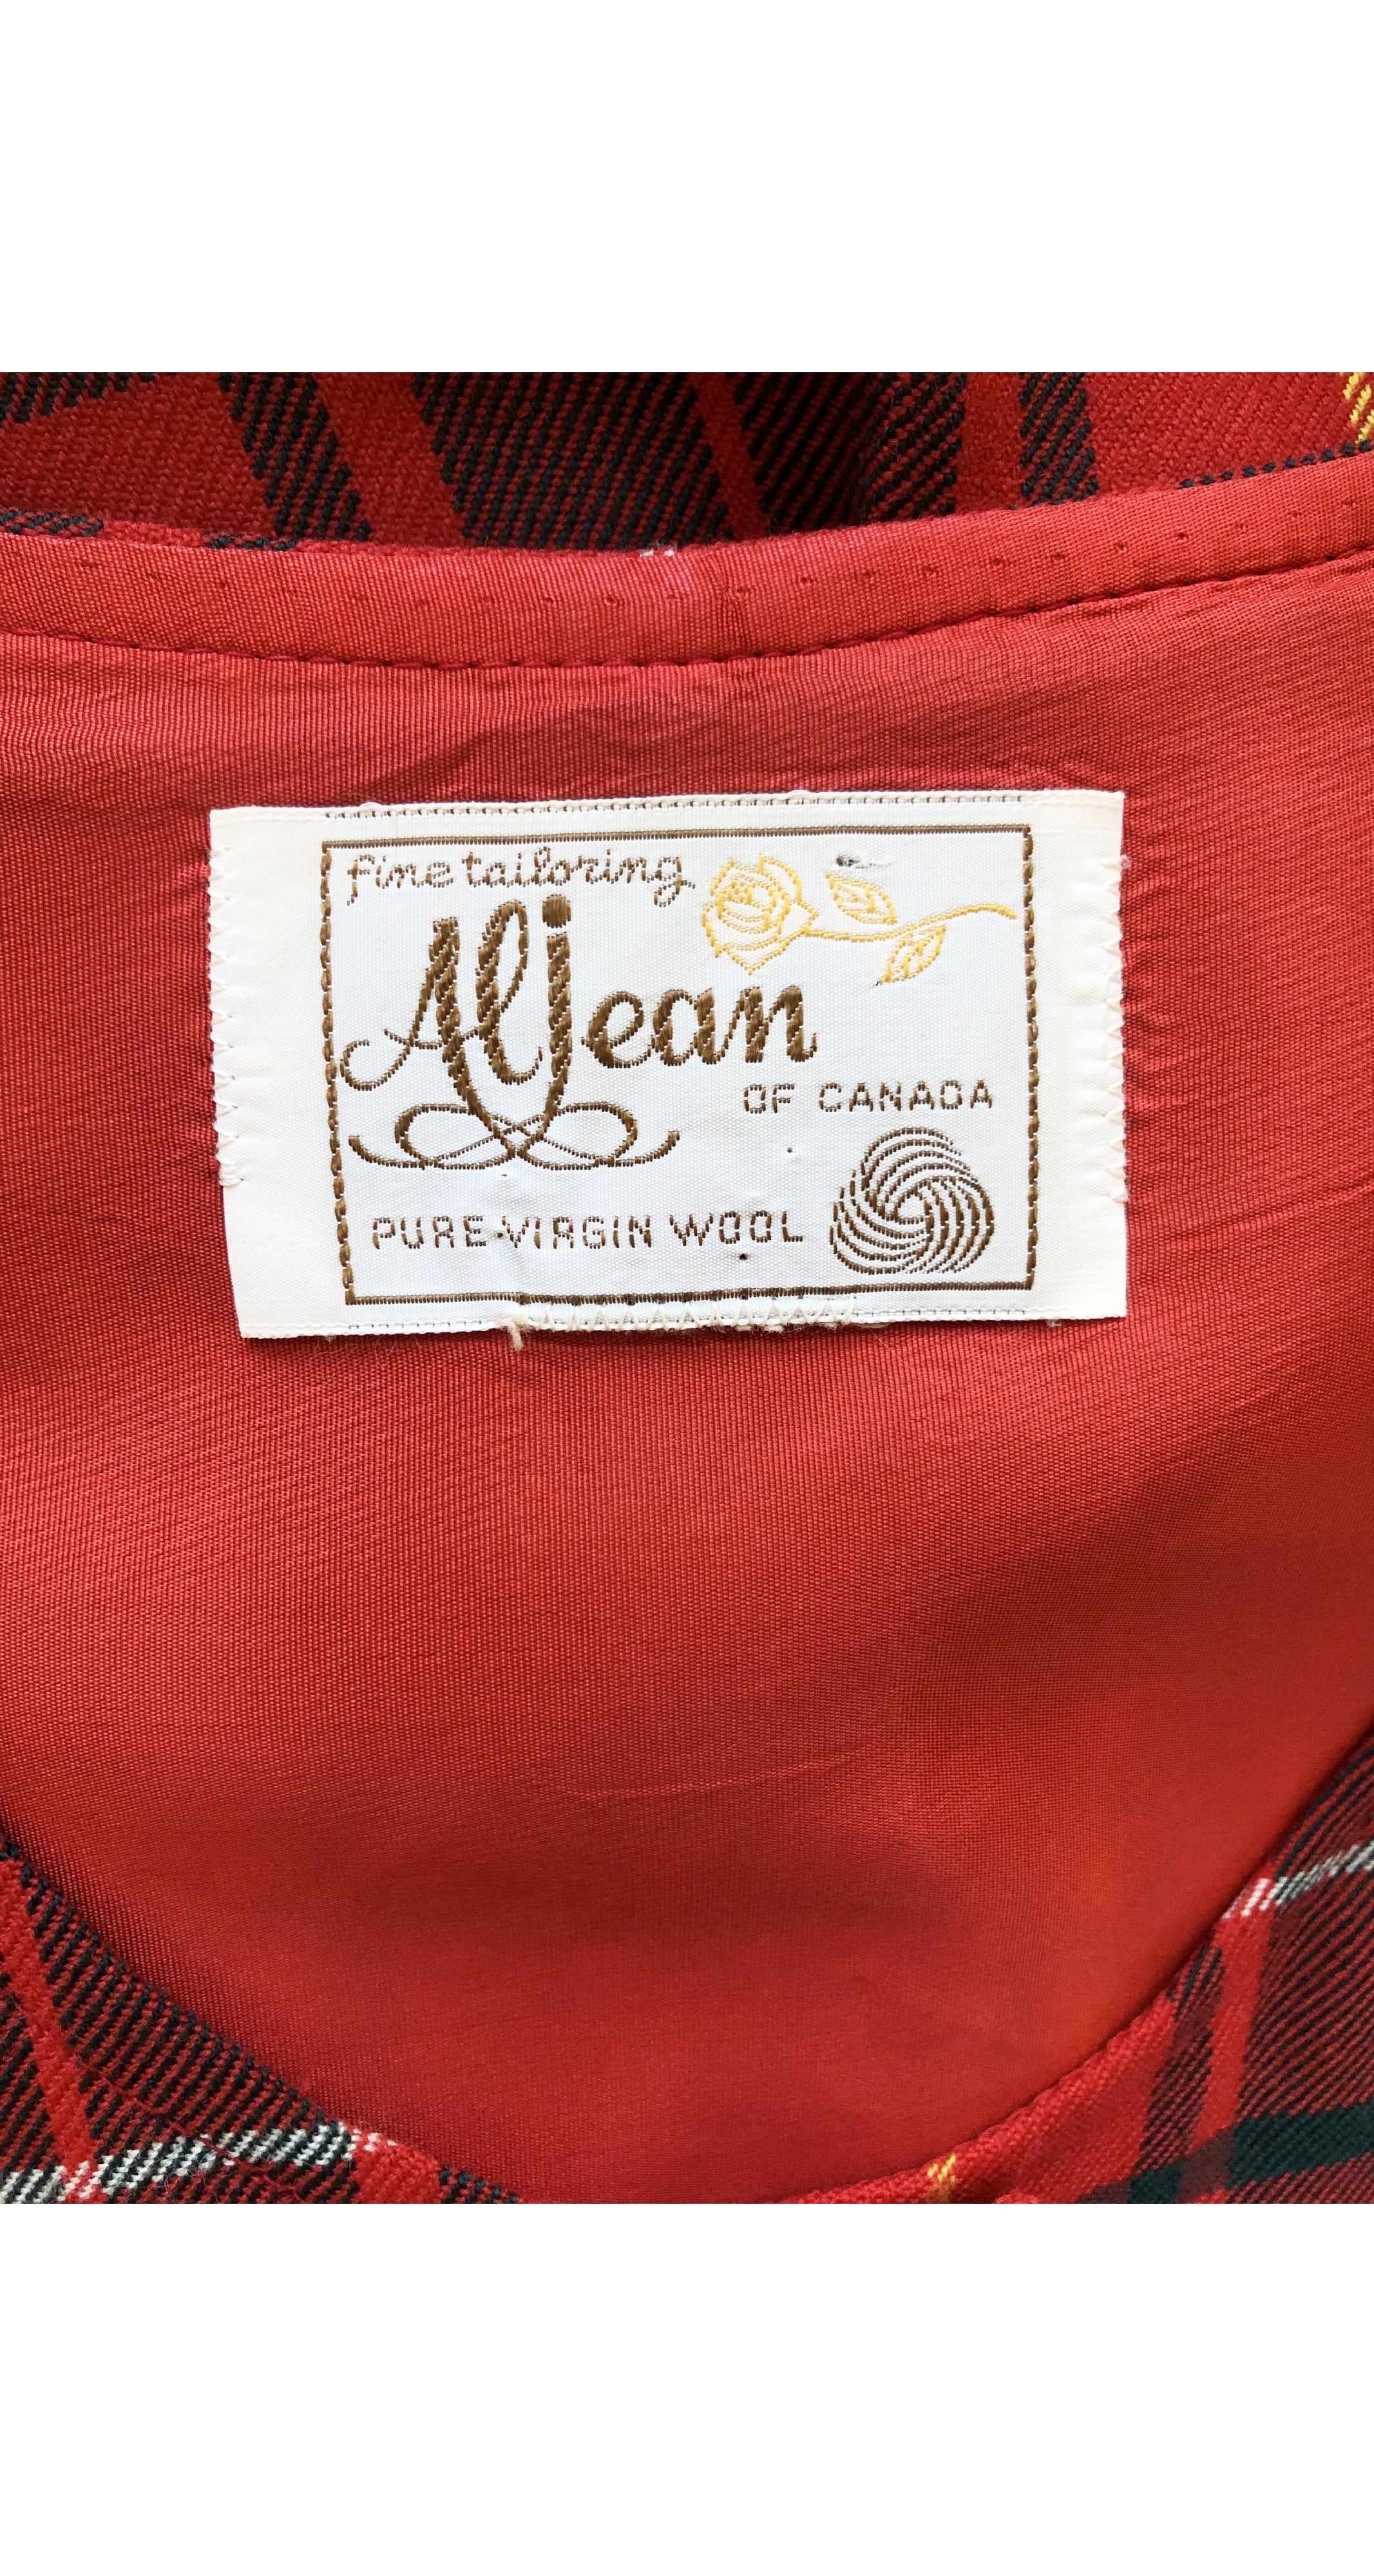 fine tailoring
Aljean
OF CANADA
PURE VIRGIN WOOL